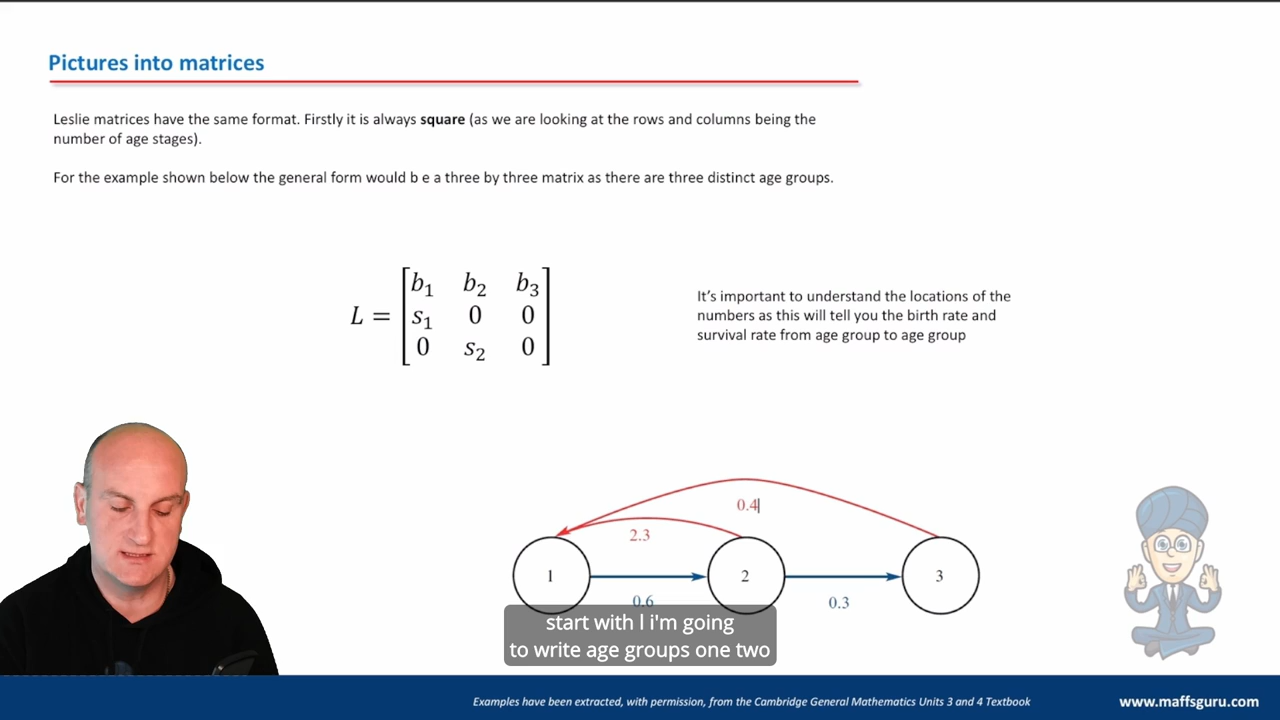 Pictures into matrices
Leslie matrices have the same format. Firstly it is always square (as we are looking at the rows and columns being the
number of age stages).
For the example shown below the general form would b e a three by three matrix as there are three distinct age groups.
L = [b₁ b₂ b₃
s₁ 0 0
0 s₂ 0]
It's important to understand the locations of the
numbers as this will tell you the birth rate and
survival rate from age group to age group
0.4
2.3
1 2 3
0.6 0.3
start with l i'm going
to write age groups one two
Examples have been extracted, with permission, from the Cambridge General Mathematics Units 3 and 4 Textbook
www.maffsguru.com